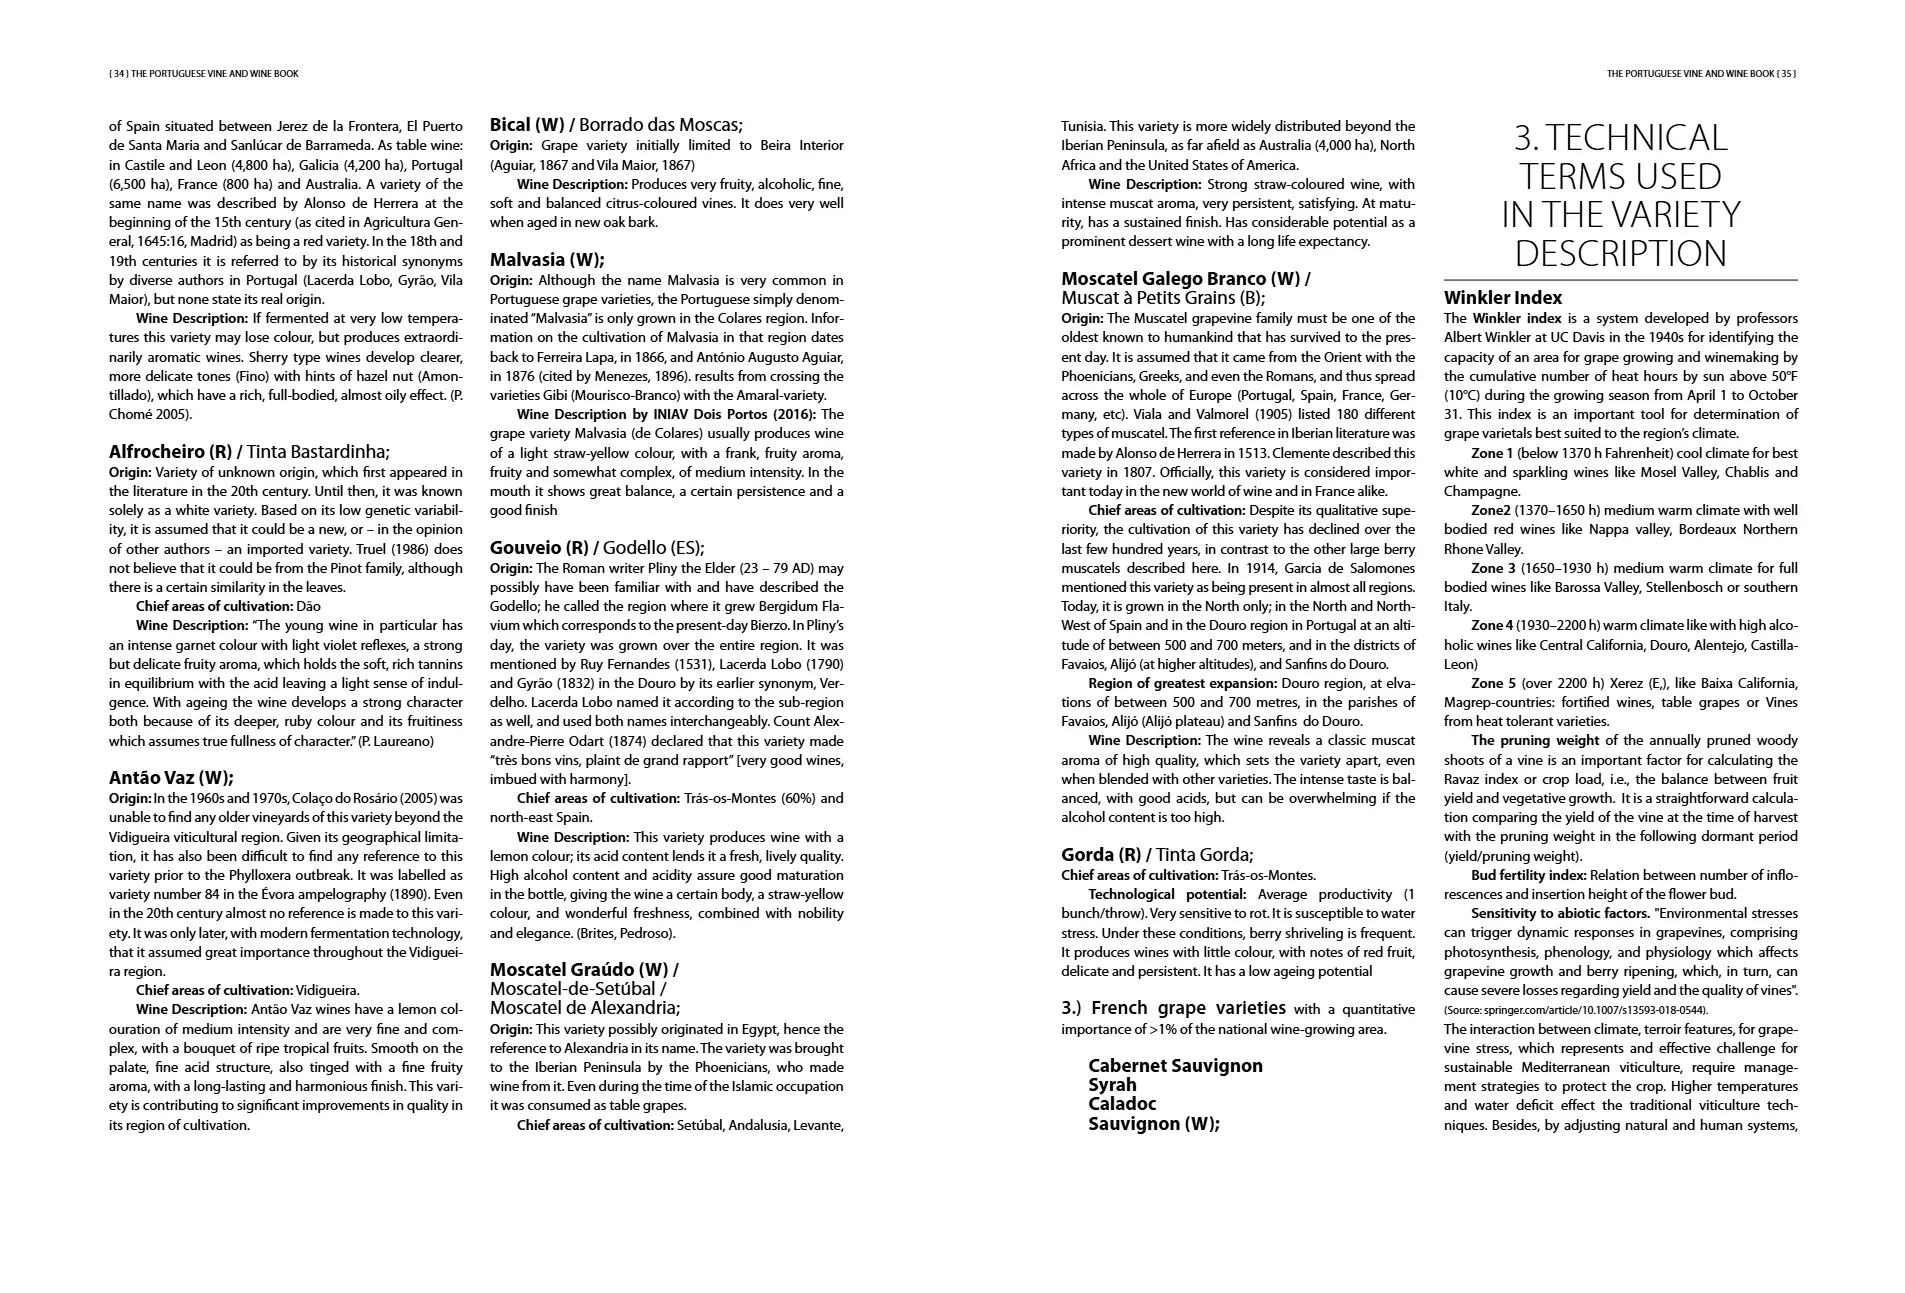 { 34 } THE PORTUGUESE VINE AND WINE BOOK
of Spain situated between Jerez de la Frontera, El Puerto
de Santa Maria and Sanlúcar de Barrameda. As table wine:
in Castile and Leon (4,800 ha), Galicia (4,200 ha), Portugal
(6,500 ha), France (800 ha) and Australia. A variety of the
same name was described by Alonso de Herrera at the
beginning of the 15th century (as cited in Agricultura Gen-
eral, 1645:16, Madrid) as being a red variety. In the 18th and
19th centuries it is referred to by its historical synonyms
by diverse authors in Portugal (Lacerda Lobo, Gyrão, Vila
Maior), but none state its real origin.
Wine Description: If fermented at very low tempera-
tures this variety may lose colour, but produces extraordi-
narily aromatic wines. Sherry type wines develop clearer,
more delicate tones (Fino) with hints of hazel nut (Amon-
tillado), which have a rich, full-bodied, almost oily effect. (P.
Chomé 2005).
Alfrocheiro (R) / Tinta Bastardinha;
Origin: Variety of unknown origin, which first appeared in
the literature in the 20th century. Until then, it was known
solely as a white variety. Based on its low genetic variabil-
ity, it is assumed that it could be a new, or – in the opinion
of other authors – an imported variety. Truel (1986) does
not believe that it could be from the Pinot family, although
there is a certain similarity in the leaves.
Chief areas of cultivation: Dão
Wine Description: “The young wine in particular has
an intense garnet colour with light violet reflexes, a strong
but delicate fruity aroma, which holds the soft, rich tannins
in equilibrium with the acid leaving a light sense of indul-
gence. With ageing the wine develops a strong character
both because of its deeper, ruby colour and its fruitiness
which assumes true fullness of character.” (P. Laureano)
Antão Vaz (W);
Origin: In the 1960s and 1970s, Colaço do Rosário (2005) was
unable to find any older vineyards of this variety beyond the
Vidigueira viticultural region. Given its geographical limita-
tion, it has also been difficult to find any reference to this
variety prior to the Phylloxera outbreak. It was labelled as
variety number 84 in the Évora ampelography (1890). Even
in the 20th century almost no reference is made to this vari-
ety. It was only later, with modern fermentation technology,
that it assumed great importance throughout the Vidiguei-
ra region.
Chief areas of cultivation: Vidigueira.
Wine Description: Antão Vaz wines have a lemon col-
ouration of medium intensity and are very fine and com-
plex, with a bouquet of ripe tropical fruits. Smooth on the
palate, fine acid structure, also tinged with a fine fruity
aroma, with a long-lasting and harmonious finish. This vari-
ety is contributing to significant improvements in quality in
its region of cultivation.
Bical (W) / Borrado das Moscas;
Origin: Grape variety initially limited to Beira Interior
(Aguiar, 1867 and Vila Maior, 1867)
Wine Description: Produces very fruity, alcoholic, fine,
soft and balanced citrus-coloured vines. It does very well
when aged in new oak bark.
Malvasia (W);
Origin: Although the name Malvasia is very common in
Portuguese grape varieties, the Portuguese simply denom-
inated “Malvasia” is only grown in the Colares region. Infor-
mation on the cultivation of Malvasia in that region dates
back to Ferreira Lapa, in 1866, and António Augusto Aguiar,
in 1876 (cited by Menezes, 1896). results from crossing the
varieties Gibi (Mourisco-Branco) with the Amaral-variety.
Wine Description by INIAV Dois Portos (2016): The
grape variety Malvasia (de Colares) usually produces wine
of a light straw-yellow colour, with a frank, fruity aroma,
fruity and somewhat complex, of medium intensity. In the
mouth it shows great balance, a certain persistence and a
good finish
Gouveio (R) / Godello (ES);
Origin: The Roman writer Pliny the Elder (23 – 79 AD) may
possibly have been familiar with and have described the
Godello; he called the region where it grew Bergidum Fla-
vium which corresponds to the present-day Bierzo. In Pliny’s
day, the variety was grown over the entire region. It was
mentioned by Ruy Fernandes (1531), Lacerda Lobo (1790)
and Gyrão (1832) in the Douro by its earlier synonym, Ver-
delho. Lacerda Lobo named it according to the sub-region
as well, and used both names interchangeably. Count Alex-
andre-Pierre Odart (1874) declared that this variety made
“très bons vins, plaint de grand rapport” [very good wines,
imbued with harmony].
Chief areas of cultivation: Trás-os-Montes (60%) and
north-east Spain.
Wine Description: This variety produces wine with a
lemon colour; its acid content lends it a fresh, lively quality.
High alcohol content and acidity assure good maturation
in the bottle, giving the wine a certain body, a straw-yellow
colour, and wonderful freshness, combined with nobility
and elegance. (Brites, Pedroso).
Moscatel Graúdo (W) /
Moscatel-de-Setúbal /
Moscatel de Alexandria;
Origin: This variety possibly originated in Egypt, hence the
reference to Alexandria in its name. The variety was brought
to the Iberian Peninsula by the Phoenicians, who made
wine from it. Even during the time of the Islamic occupation
it was consumed as table grapes.
Chief areas of cultivation: Setúbal, Andalusia, Levante,
THE PORTUGUESE VINE AND WINE BOOK { 35 }
Tunisia. This variety is more widely distributed beyond the
Iberian Peninsula, as far afield as Australia (4,000 ha), North
Africa and the United States of America.
Wine Description: Strong straw-coloured wine, with
intense muscat aroma, very persistent, satisfying. At matu-
rity, has a sustained finish. Has considerable potential as a
prominent dessert wine with a long life expectancy.
Moscatel Galego Branco (W) /
Muscat à Petits Grains (B);
Origin: The Muscatel grapevine family must be one of the
oldest known to humankind that has survived to the pres-
ent day. It is assumed that it came from the Orient with the
Phoenicians, Greeks, and even the Romans, and thus spread
across the whole of Europe (Portugal, Spain, France, Ger-
many, etc). Viala and Valmorel (1905) listed 180 different
types of muscatel. The first reference in Iberian literature was
made by Alonso de Herrera in 1513. Clemente described this
variety in 1807. Officially, this variety is considered impor-
tant today in the new world of wine and in France alike.
Chief areas of cultivation: Despite its qualitative supe-
riority, the cultivation of this variety has declined over the
last few hundred years, in contrast to the other large berry
muscatels described here. In 1914, Garcia de Salomones
mentioned this variety as being present in almost all regions.
Today, it is grown in the North only; in the North and North-
West of Spain and in the Douro region in Portugal at an alti-
tude of between 500 and 700 meters, and in the districts of
Favaios, Alijó (at higher altitudes), and Sanfins do Douro.
Region of greatest expansion: Douro region, at elva-
tions of between 500 and 700 metres, in the parishes of
Favaios, Alijó (Alijó plateau) and Sanfins do Douro.
Wine Description: The wine reveals a classic muscat
aroma of high quality, which sets the variety apart, even
when blended with other varieties. The intense taste is bal-
anced, with good acids, but can be overwhelming if the
alcohol content is too high.
Gorda (R) / Tinta Gorda;
Chief areas of cultivation: Trás-os-Montes.
Technological potential: Average productivity (1
bunch/throw). Very sensitive to rot. It is susceptible to water
stress. Under these conditions, berry shriveling is frequent.
It produces wines with little colour, with notes of red fruit,
delicate and persistent. It has a low ageing potential
3.) French grape varieties with a quantitative
importance of >1% of the national wine-growing area.
Cabernet Sauvignon
Syrah
Caladoc
Sauvignon (W);
3. TECHNICAL
TERMS USED
IN THE VARIETY
DESCRIPTION
Winkler Index
The Winkler index is a system developed by professors
Albert Winkler at UC Davis in the 1940s for identifying the
capacity of an area for grape growing and winemaking by
the cumulative number of heat hours by sun above 50°F
(10°C) during the growing season from April 1 to October
31. This index is an important tool for determination of
grape varietals best suited to the region’s climate.
Zone 1 (below 1370 h Fahrenheit) cool climate for best
white and sparkling wines like Mosel Valley, Chablis and
Champagne.
Zone2 (1370–1650 h) medium warm climate with well
bodied red wines like Nappa valley, Bordeaux Northern
Rhone Valley.
Zone 3 (1650–1930 h) medium warm climate for full
bodied wines like Barossa Valley, Stellenbosch or southern
Italy.
Zone 4 (1930–2200 h) warm climate like with high alco-
holic wines like Central California, Douro, Alentejo, Castilla-
Leon)
Zone 5 (over 2200 h) Xerez (E,), like Baixa California,
Magrep-countries: fortified wines, table grapes or Vines
from heat tolerant varieties.
The pruning weight of the annually pruned woody
shoots of a vine is an important factor for calculating the
Ravaz index or crop load, i.e., the balance between fruit
yield and vegetative growth. It is a straightforward calcula-
tion comparing the yield of the vine at the time of harvest
with the pruning weight in the following dormant period
(yield/pruning weight).
Bud fertility index: Relation between number of inflo-
rescences and insertion height of the flower bud.
Sensitivity to abiotic factors. "Environmental stresses
can trigger dynamic responses in grapevines, comprising
photosynthesis, phenology, and physiology which affects
grapevine growth and berry ripening, which, in turn, can
cause severe losses regarding yield and the quality of vines".
(Source: springer.com/article/10.1007/s13593-018-0544).
The interaction between climate, terroir features, for grape-
vine stress, which represents and effective challenge for
sustainable Mediterranean viticulture, require manage-
ment strategies to protect the crop. Higher temperatures
and water deficit effect the traditional viticulture tech-
niques. Besides, by adjusting natural and human systems,